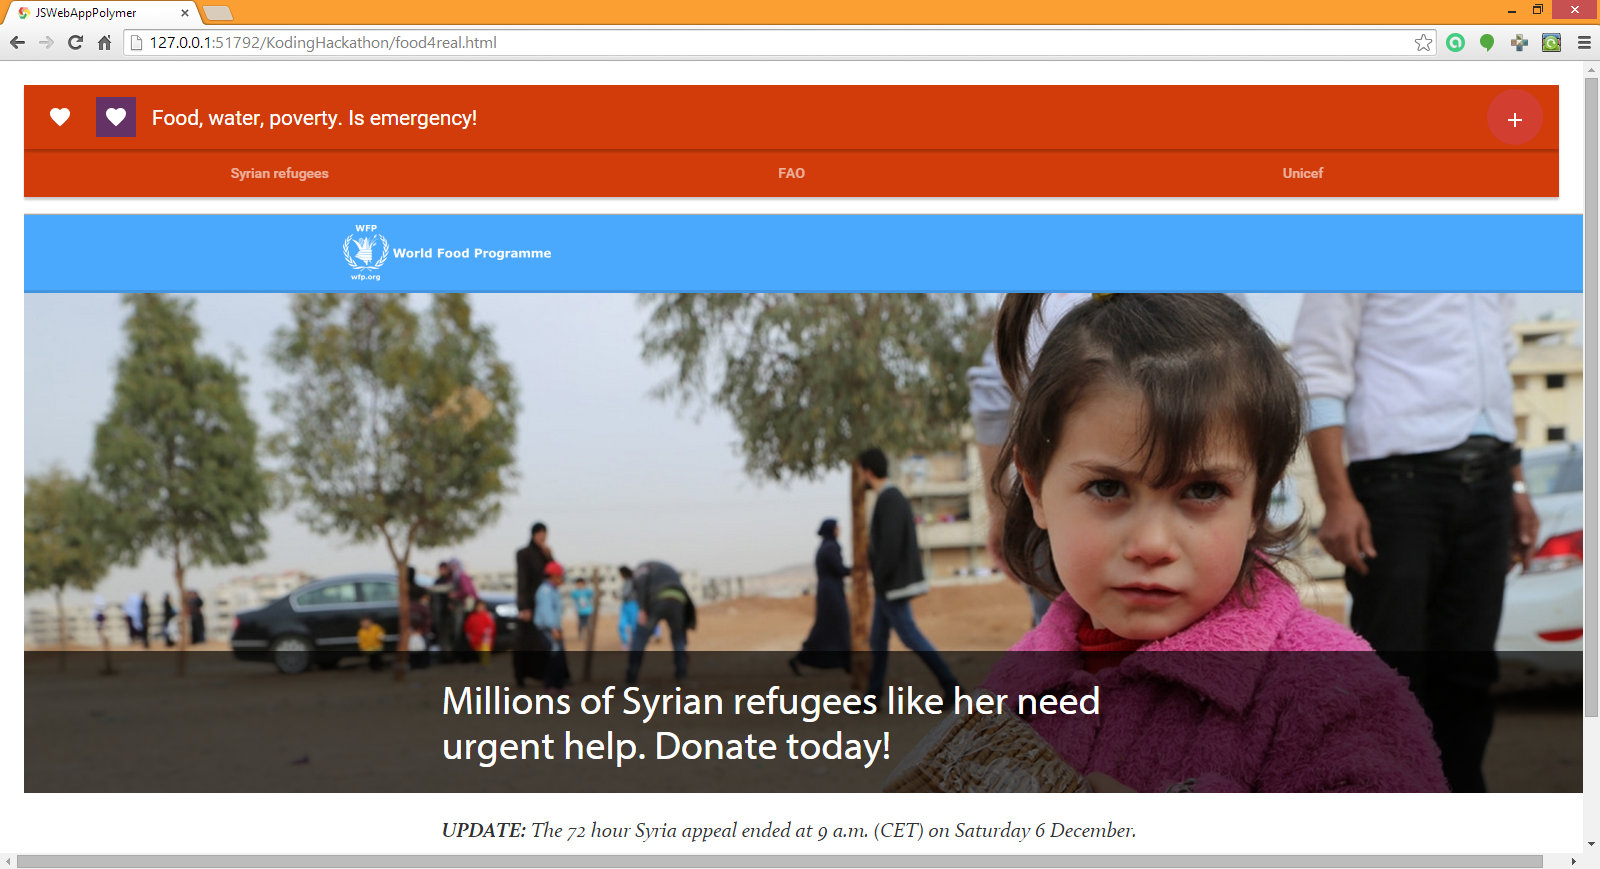 JSWebAppPolymer
127.0.0.1:51792/KodingHackathon/food4real.html
Food, water, poverty. Is emergency!
Syrian refugees
FAO
Unicef
WFP
World Food Programme
wfp.org
Millions of Syrian refugees like her need
urgent help. Donate today!
UPDATE: The 72 hour Syria appeal ended at 9 a.m. (CET) on Saturday 6 December.